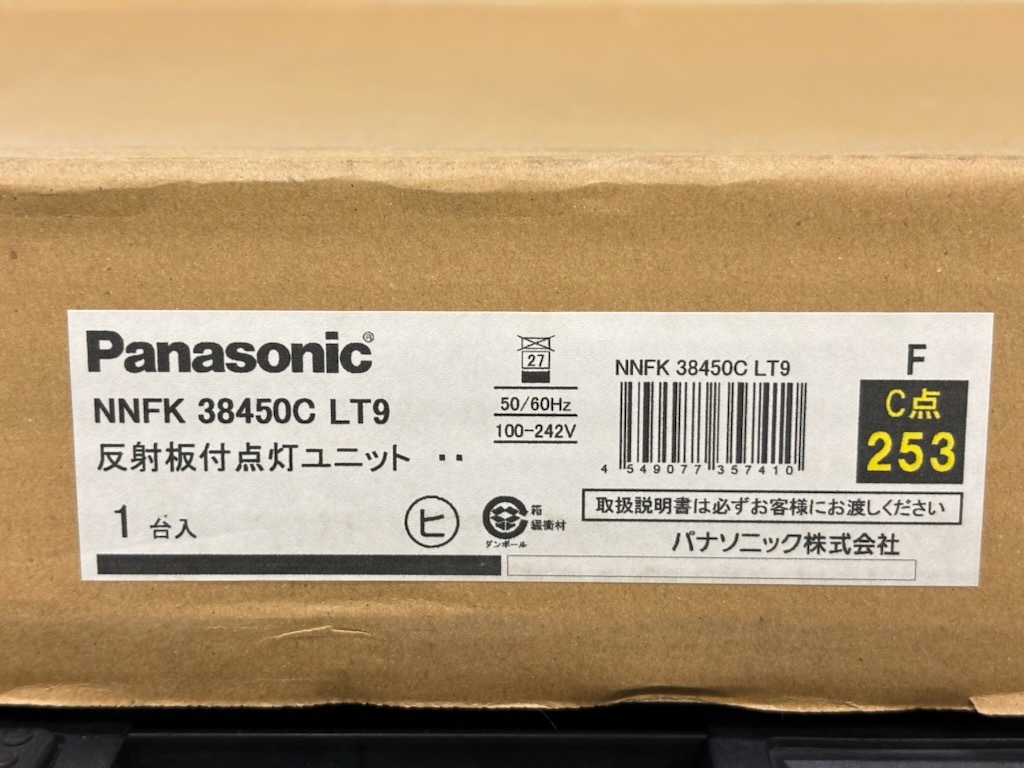 Panasonic®
NNFK 38450C LT9
反射板付点灯ユニット ‥
1 台入
ヒ
27
50/60Hz
100-242V
箱
緩衝材
ダンボール
NNFK 38450C LT9
4 549077 357410
F
C点
253
取扱説明書は必ずお客様にお渡しください
パナソニック株式会社